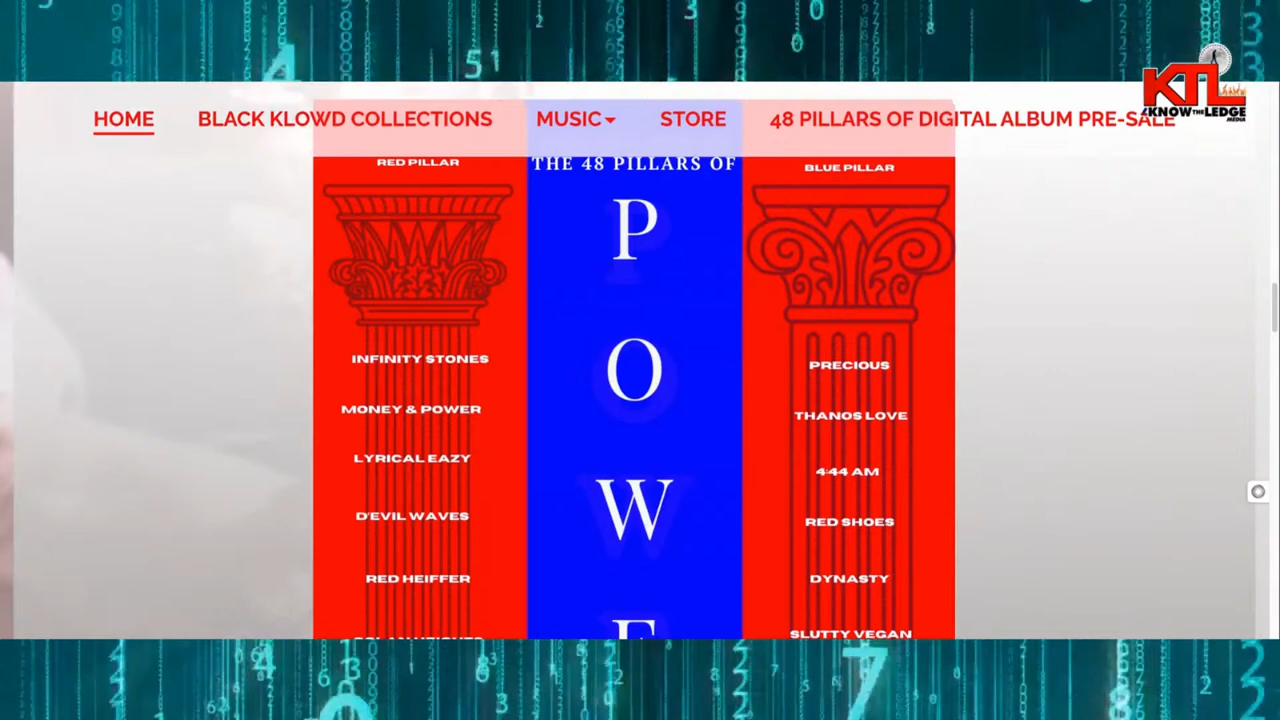 KTL
KNOW THE LEDGE
MEDIA
HOME
BLACK KLOWD COLLECTIONS
MUSIC
STORE
48 PILLARS OF DIGITAL ALBUM PRE-SALE
RED PILLAR
INFINITY STONES
MONEY & POWER
LYRICAL EAZY
D'EVIL WAVES
RED HEIFFER
THE 48 PILLARS OF
P
O
W
E
BLUE PILLAR
PRECIOUS
THANOS LOVE
4:44 AM
RED SHOES
DYNASTY
SLUTTY VEGAN